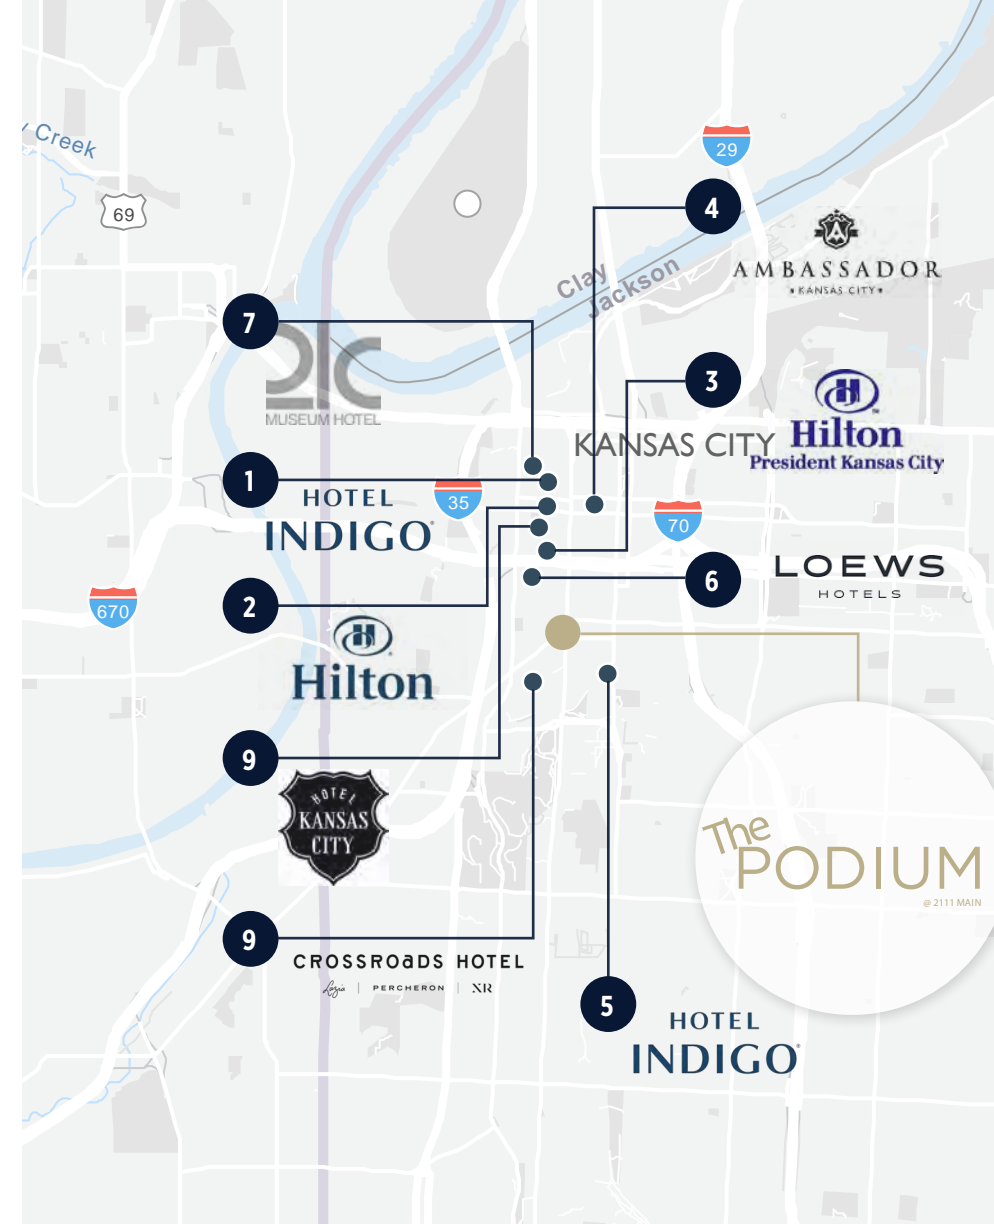 Creek
69
29
4
AMBASSADOR
KANSAS CITY
Clay
Jackson
7
21C
MUSEUM HOTEL
3
Hilton
President Kansas City
KANSAS CITY
1
HOTEL
INDIGO
35
70
2
6
LOEWS
HOTELS
670
Hilton
9
HOTEL
KANSAS
CITY
The
PODIUM
@ 2111 MAIN
9
CROSSROADS HOTEL
Lazia | PERCHERON | XR
5
HOTEL
INDIGO